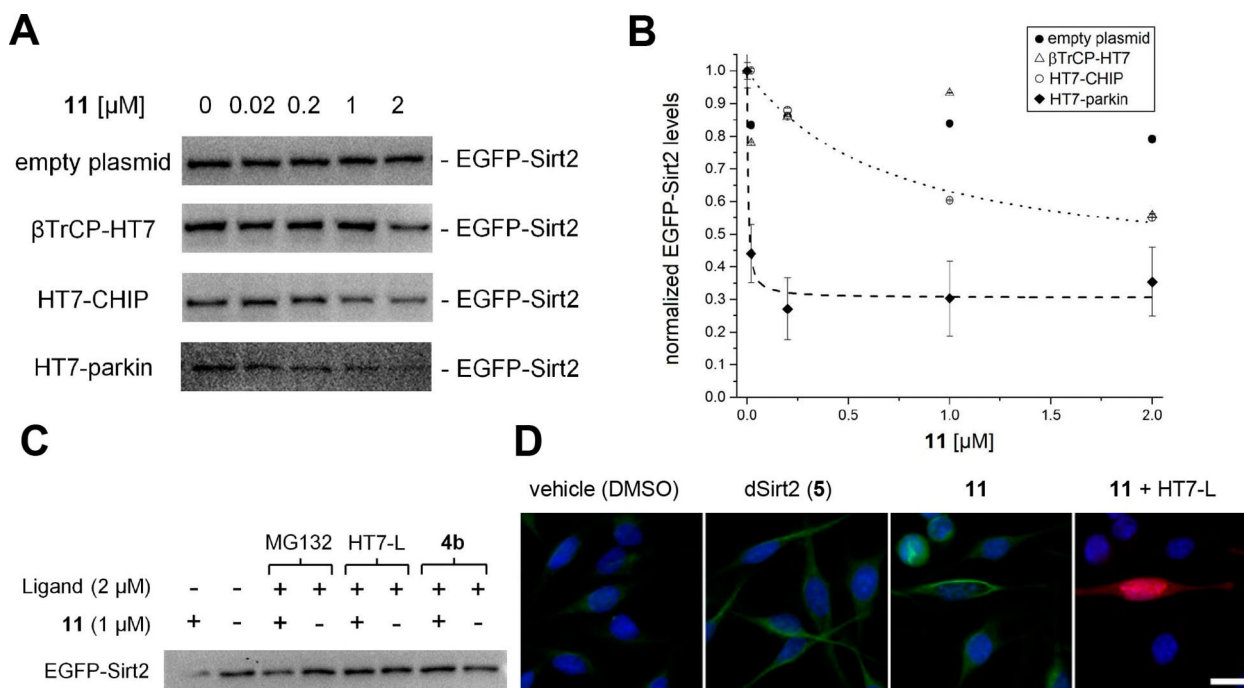 A
11 [µM] 0 0.02 0.2 1 2
empty plasmid - EGFP-Sirt2
βTrCP-HT7 - EGFP-Sirt2
HT7-CHIP - EGFP-Sirt2
HT7-parkin - EGFP-Sirt2
B
empty plasmid
βTrCP-HT7
HT7-CHIP
HT7-parkin
normalized EGFP-Sirt2 levels
1.0
0.9
0.8
0.7
0.6
0.5
0.4
0.3
0.2
0.1
0.0
0.0 0.5 1.0 1.5 2.0
11 [µM]
C
MG132 HT7-L 4b
Ligand (2 µM) - - + + + + + +
11 (1 µM) + - + - + - + -
EGFP-Sirt2
D
vehicle (DMSO) dSirt2 (5) 11 11 + HT7-L